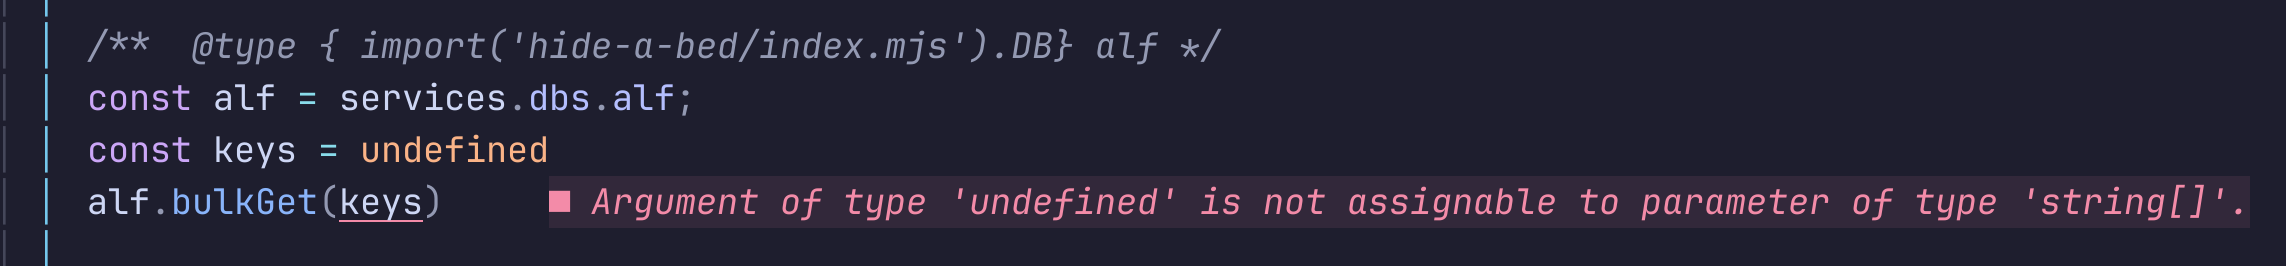 /**  @type { import('hide-a-bed/index.mjs').DB} alf */
const alf = services.dbs.alf;
const keys = undefined
alf.bulkGet(keys)     ■ Argument of type 'undefined' is not assignable to parameter of type 'string[]'.